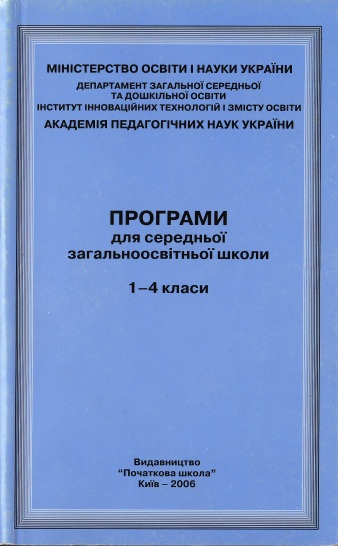 МІНІСТЕРСТВО ОСВІТИ І НАУКИ УКРАЇНИ
ДЕПАРТАМЕНТ ЗАГАЛЬНОЇ СЕРЕДНЬОЇ
ТА ДОШКІЛЬНОЇ ОСВІТИ
ІНСТИТУТ ІННОВАЦІЙНИХ ТЕХНОЛОГІЙ І ЗМІСТУ ОСВІТИ
АКАДЕМІЯ ПЕДАГОГІЧНИХ НАУК УКРАЇНИ
ПРОГРАМИ
для середньої
загальноосвітньої школи
1–4 класи
Видавництво
"Початкова школа"
Київ – 2006